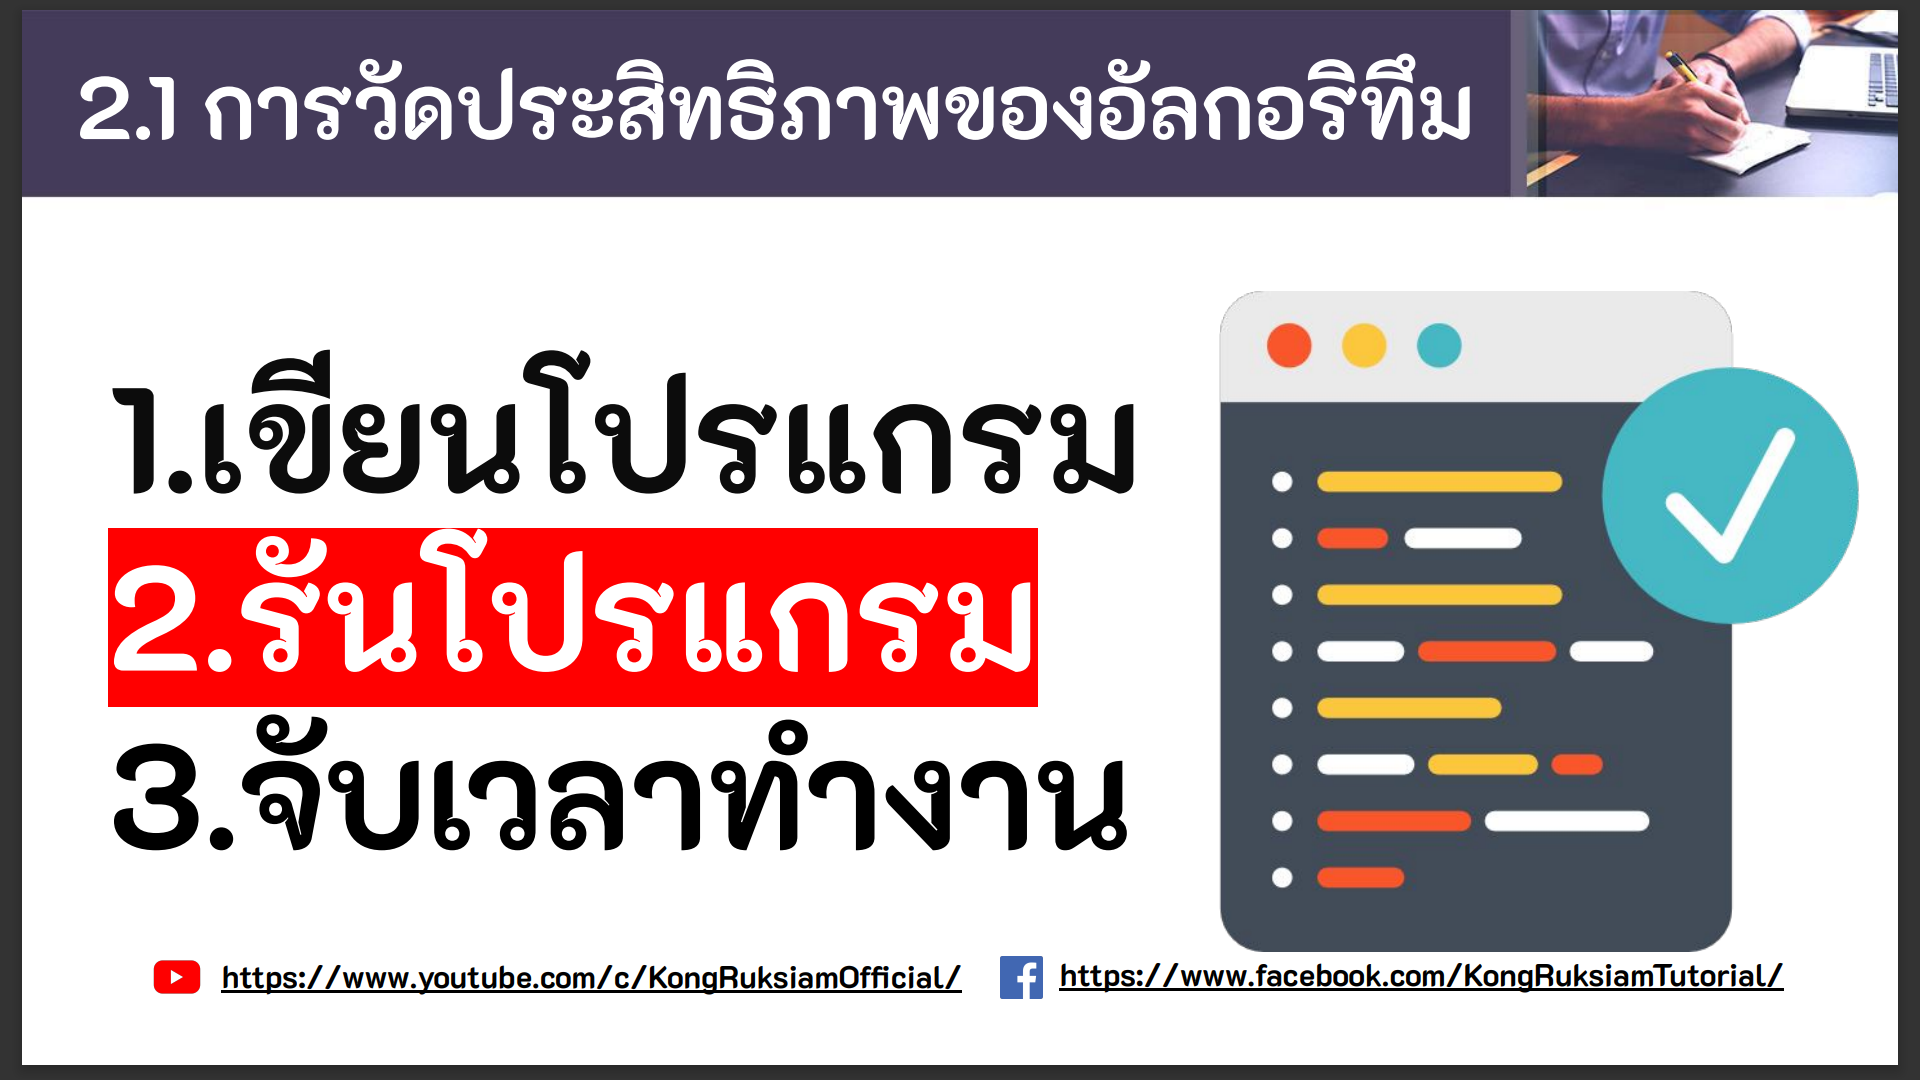 2.1 การวัดประสิทธิภาพของอัลกอริทึม
1.เขียนโปรแกรม
2.รันโปรแกรม
3.จับเวลาทำงาน
https://www.youtube.com/c/KongRuksiamOfficial/
https://www.facebook.com/KongRuksiamTutorial/